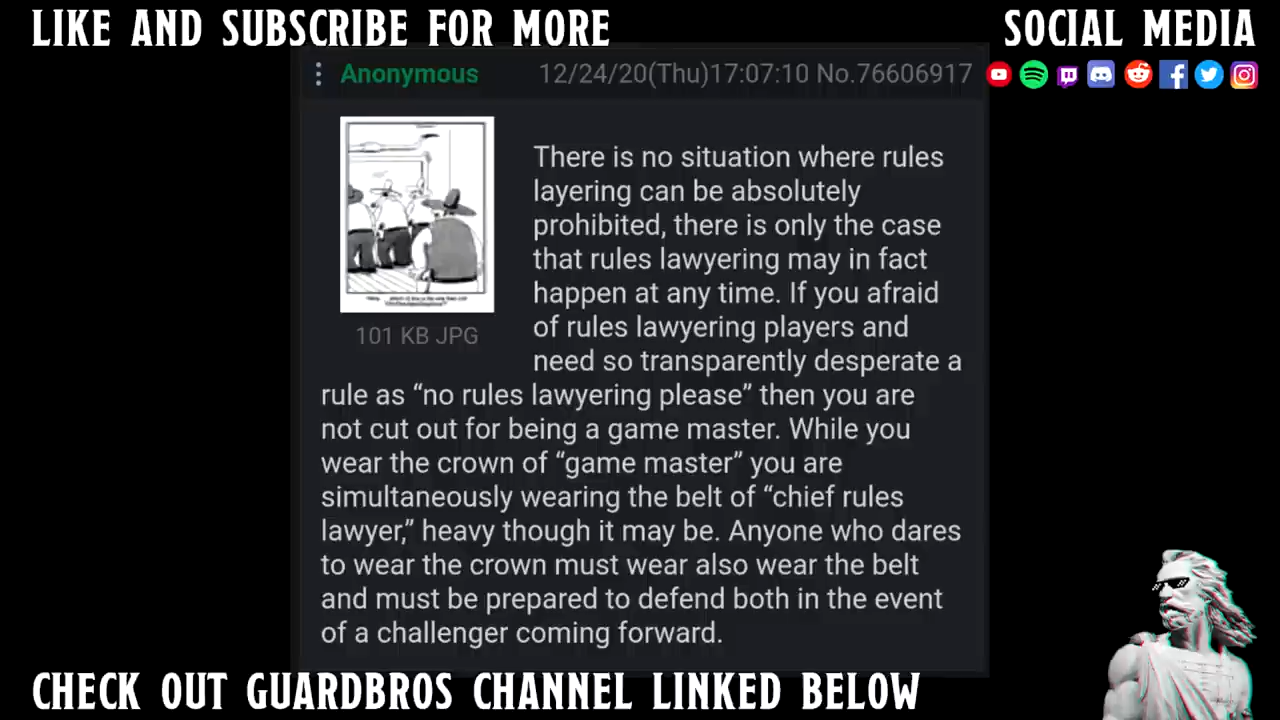 LIKE AND SUBSCRIBE FOR MORE
SOCIAL MEDIA
Anonymous 12/24/20(Thu)17:07:10 No.76606917
There is no situation where rules
layering can be absolutely
prohibited, there is only the case
that rules lawyering may in fact
happen at any time. If you afraid
of rules lawyering players and
need so transparently desperate a
101 KB JPG
rule as “no rules lawyering please” then you are
not cut out for being a game master. While you
wear the crown of “game master” you are
simultaneously wearing the belt of “chief rules
lawyer,” heavy though it may be. Anyone who dares
to wear the crown must wear also wear the belt
and must be prepared to defend both in the event
of a challenger coming forward.
CHECK OUT GUARDBROS CHANNEL LINKED BELOW